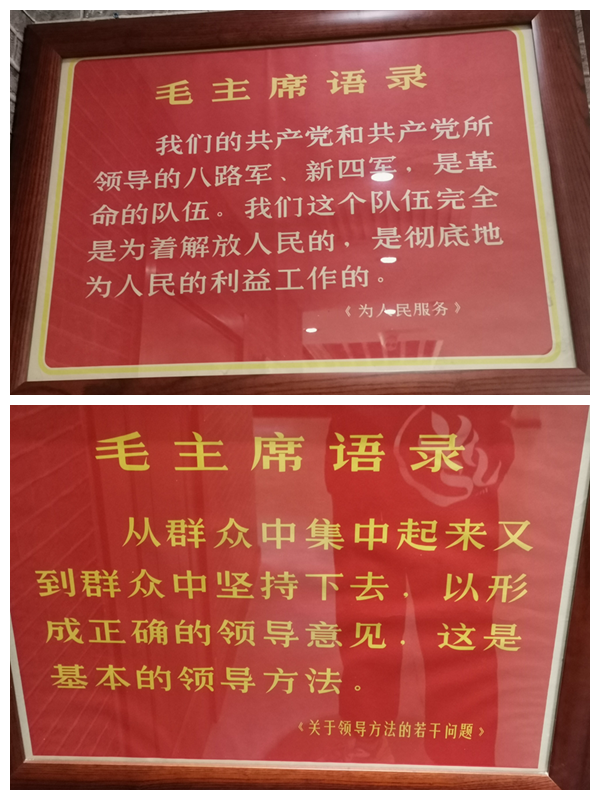 毛主席语录
我们的共产党和共产党所
领导的八路军、新四军，是革
命的队伍。我们这个队伍完全
是为着解放人民的，是彻底地
为人民的利益工作的。
《为人民服务》
毛主席语录
从群众中集中起来又
到群众中坚持下去，以形
成正确的领导意见，这是
基本的领导方法。
《关于领导方法的若干问题》